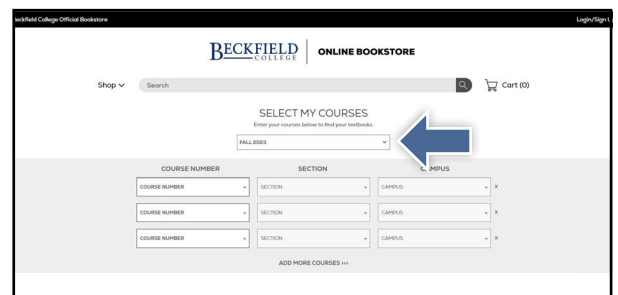 Beckfield College Official Bookstore
Login/Sign U
BECKFIELD COLLEGE
ONLINE BOOKSTORE
Shop
Search
Cart (0)
SELECT MY COURSES
Enter your courses below to find your textbooks.
FALL 2023
COURSE NUMBER SECTION CAMPUS
COURSE NUMBER SECTION CAMPUS X
COURSE NUMBER SECTION CAMPUS X
COURSE NUMBER SECTION CAMPUS X
ADD MORE COURSES >>>